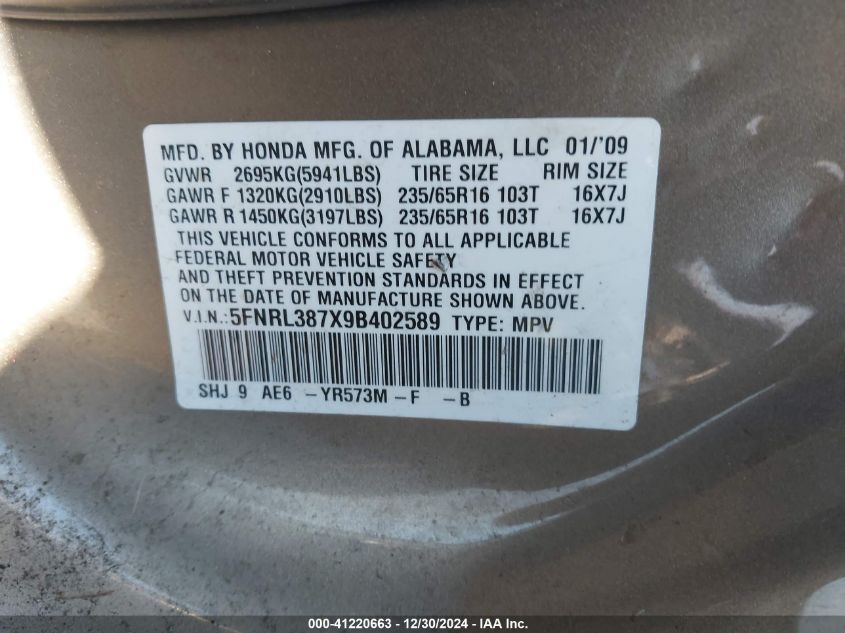 MFD. BY HONDA MFG. OF ALABAMA, LLC 01/'09
GVWR 2695KG(5941LBS) TIRE SIZE RIM SIZE
GAWR F 1320KG(2910LBS) 235/65R16 103T 16X7J
GAWR R 1450KG(3197LBS) 235/65R16 103T 16X7J
THIS VEHICLE CONFORMS TO ALL APPLICABLE
FEDERAL MOTOR VEHICLE SAFETY
AND THEFT PREVENTION STANDARDS IN EFFECT
ON THE DATE OF MANUFACTURE SHOWN ABOVE.
V.I.N.:5FNRL387X9B402589 TYPE: MPV
SHJ 9 AE6 -YR573M-F -B
000-41220663 - 12/30/2024 - IAA Inc.